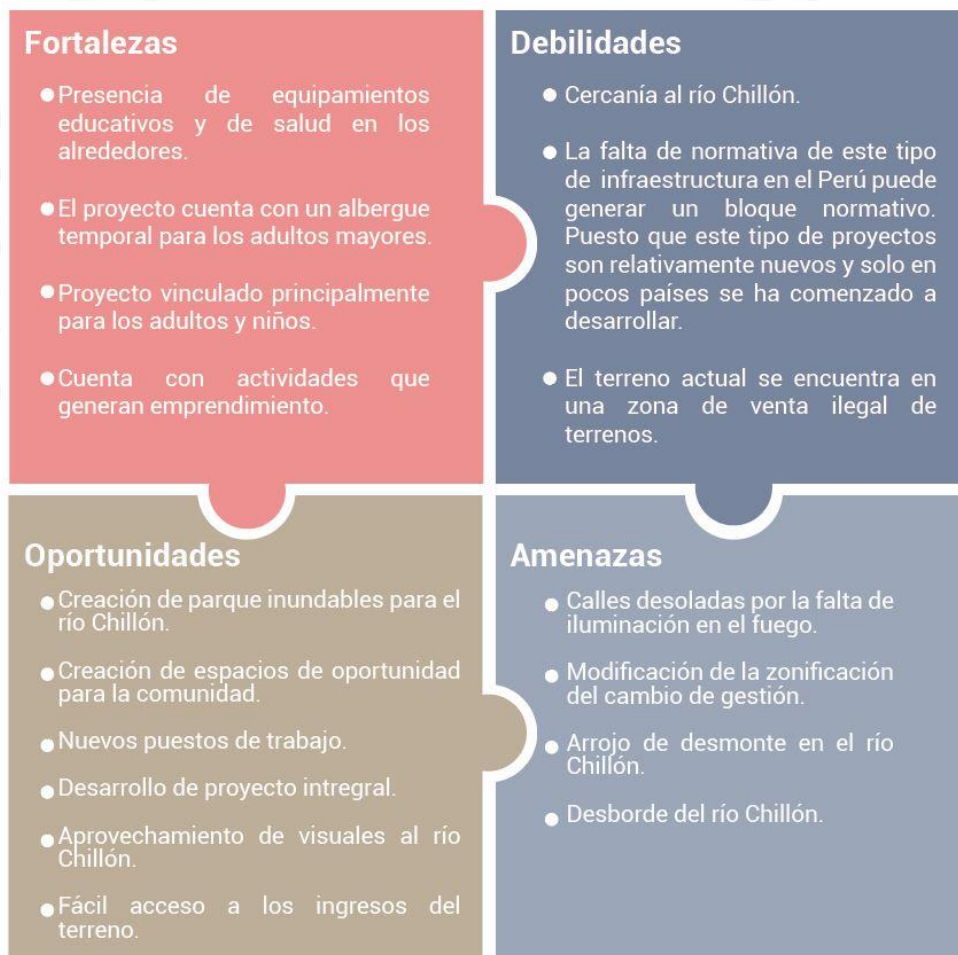 Fortalezas
Presencia de equipamientos
educativos y de salud en los
alrededores.
El proyecto cuenta con un albergue
temporal para los adultos mayores.
Proyecto vinculado principalmente
para los adultos y niños.
Cuenta con actividades que
generan emprendimiento.
Debilidades
Cercanía al río Chillón.
La falta de normativa de este tipo
de infraestructura en el Perú puede
generar un bloque normativo.
Puesto que este tipo de proyectos
son relativamente nuevos y solo en
pocos países se ha comenzado a
desarrollar.
El terreno actual se encuentra en
una zona de venta ilegal de
terrenos.
Oportunidades
Creación de parque inundables para el
río Chillón.
Creación de espacios de oportunidad
para la comunidad.
Nuevos puestos de trabajo.
Desarrollo de proyecto intregral.
Aprovechamiento de visuales al río
Chillón.
Fácil acceso a los ingresos del
terreno.
Amenazas
Calles desoladas por la falta de
iluminación en el fuego.
Modificación de la zonificación
del cambio de gestión.
Arrojo de desmonte en el río
Chillón.
Desborde del río Chillón.